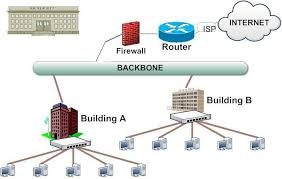 INTERNET
ISP
Router
Firewall
BACKBONE
Building A
Building B